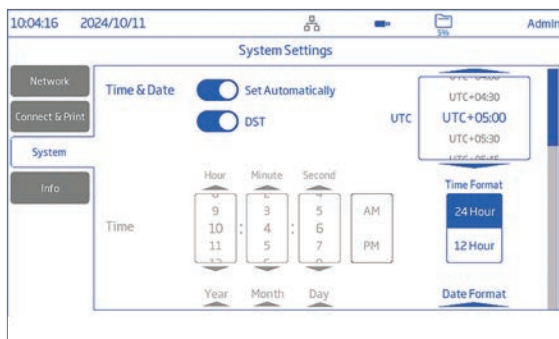 10:04:16 2024/10/11 5% Admin
System Settings
Network
Connect & Print
System
Info
Time & Date Set Automatically
DST
UTC
UTC+04:30
UTC+05:00
UTC+05:30
Hour Minute Second
Time
9 3 5 AM
10 : 4 : 6
11 5 7 PM
Time Format
24 Hour
12 Hour
Year Month Day Date Format